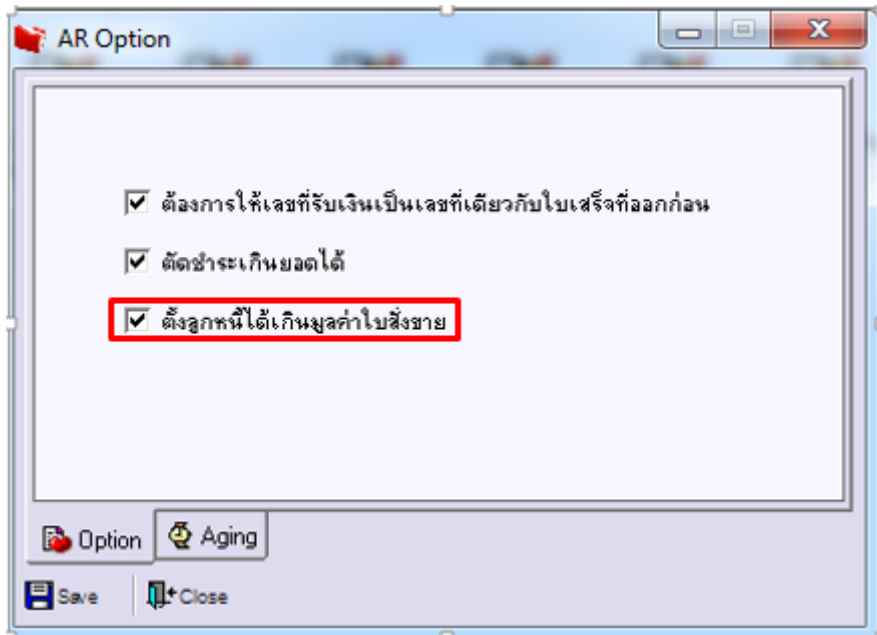 AR Option
ต้องการให้เลขที่รับเงินเป็นเลขที่เดียวกับใบเสร็จที่ออกก่อน
ตัดชำระเกินยอดได้
ตั้งลูกหนี้ได้เกินมูลค่าใบสั่งขาย
Option Aging
Save Close